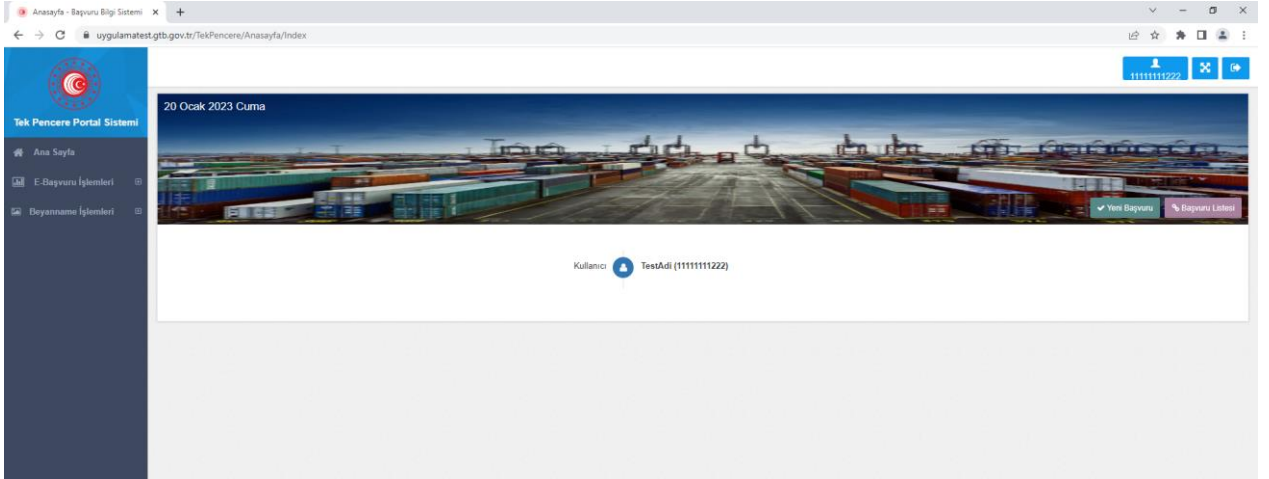 Anasayfa - Başvuru Bilgi Sistemi
uygulamatest.gtb.gov.tr/TekPencere/Anasayfa/Index
11111111222
Tek Pencere Portal Sistemi
Ana Sayfa
E-Başvuru İşlemleri
Beyanname İşlemleri
20 Ocak 2023 Cuma
Yeni Başvuru
Başvuru Listesi
Kullanıcı TestAdi (11111111222)